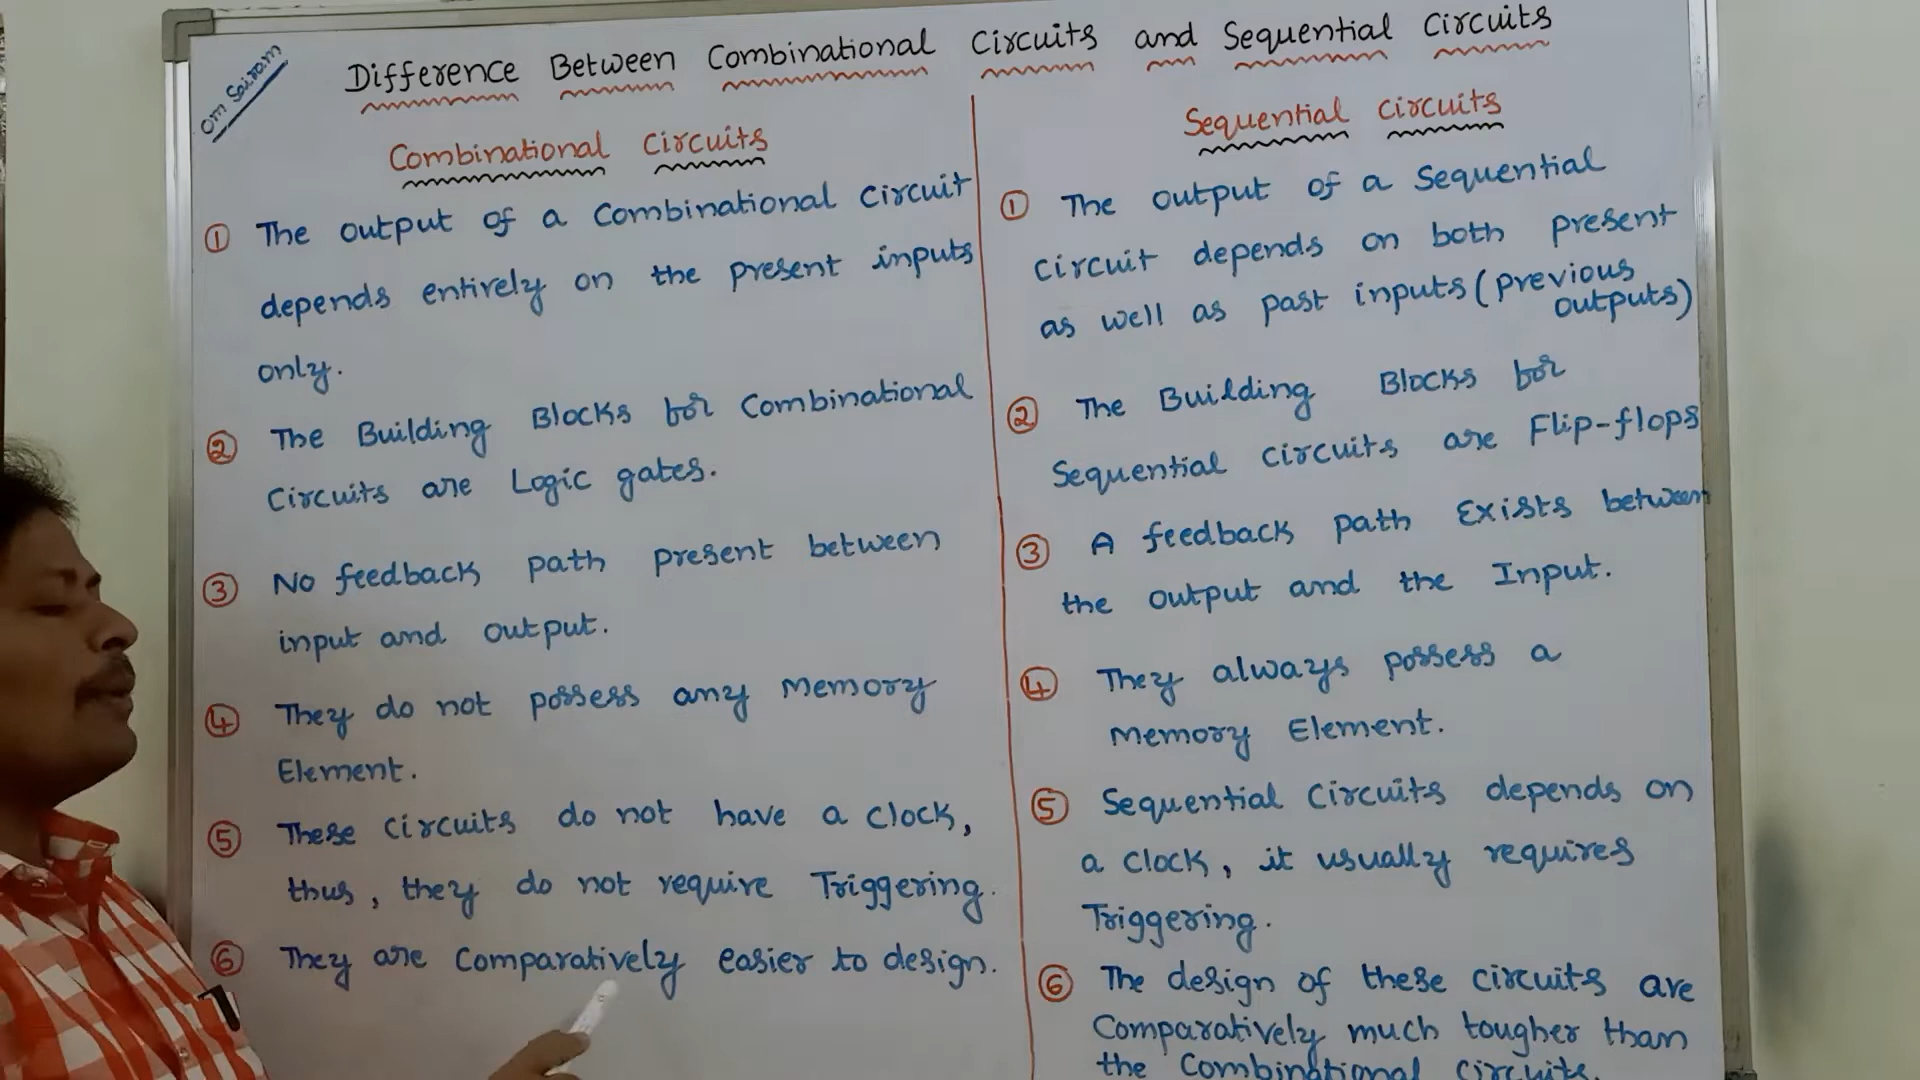 Om Sairam
Difference Between Combinational Circuits and Sequential Circuits
Combinational Circuits
① The output of a Combinational Circuit
depends entirely on the present inputs
only.
② The Building Blocks for Combinational
Circuits are Logic gates.
③ No feedback path present between
input and output.
④ They do not possess any Memory
Element.
⑤ These circuits do not have a clock,
thus, they do not require Triggering.
⑥ They are Comparatively easier to design.
Sequential Circuits
① The output of a Sequential
circuit depends on both present
as well as past inputs (previous
outputs)
② The Building Blocks for
Sequential circuits are Flip-flops
③ A feedback path Exists between
the output and the Input.
④ They always possess a
Memory Element.
⑤ Sequential Circuits depends on
a clock, it usually requires
Triggering.
⑥ The design of these circuits are
Comparatively much tougher than
the Combinational circuits.